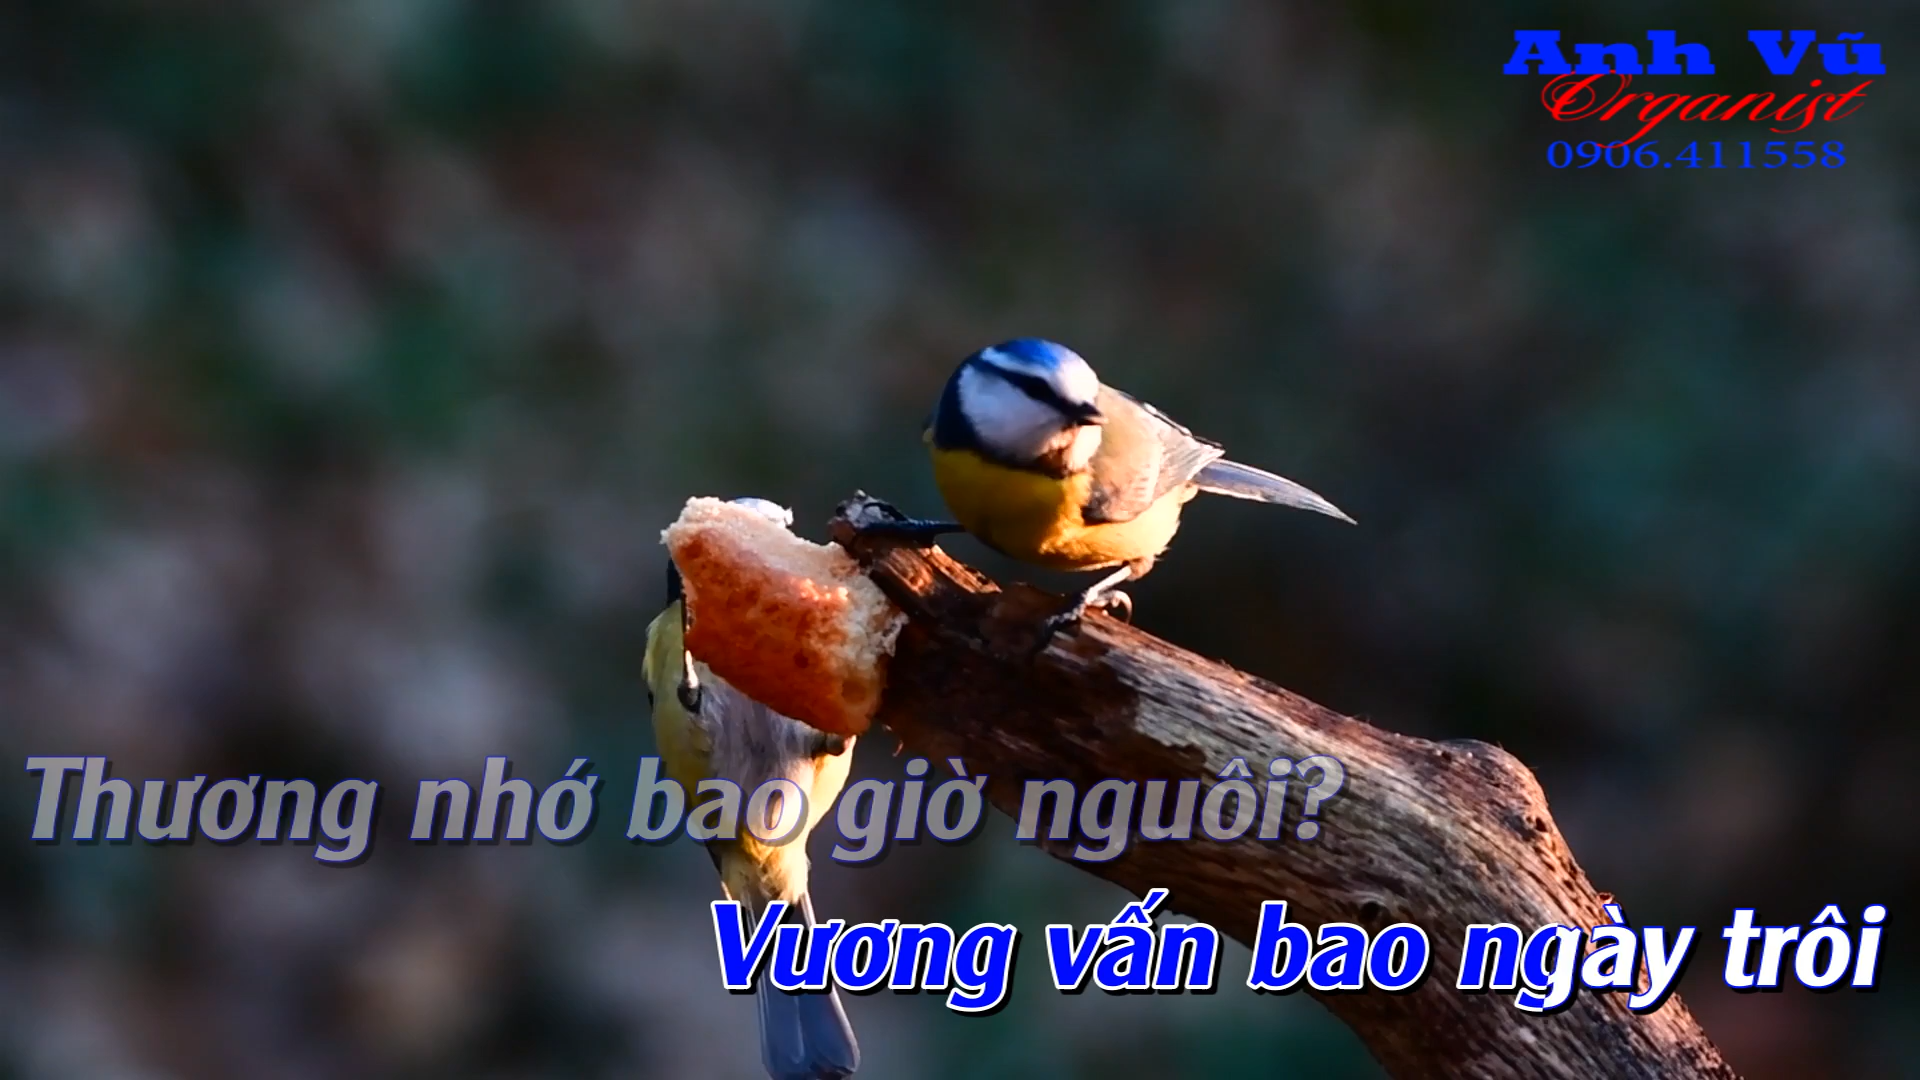 Anh Vũ
Organist
0906.411558
Thương nhớ bao giờ nguôi?
Vương vấn bao ngày trôi